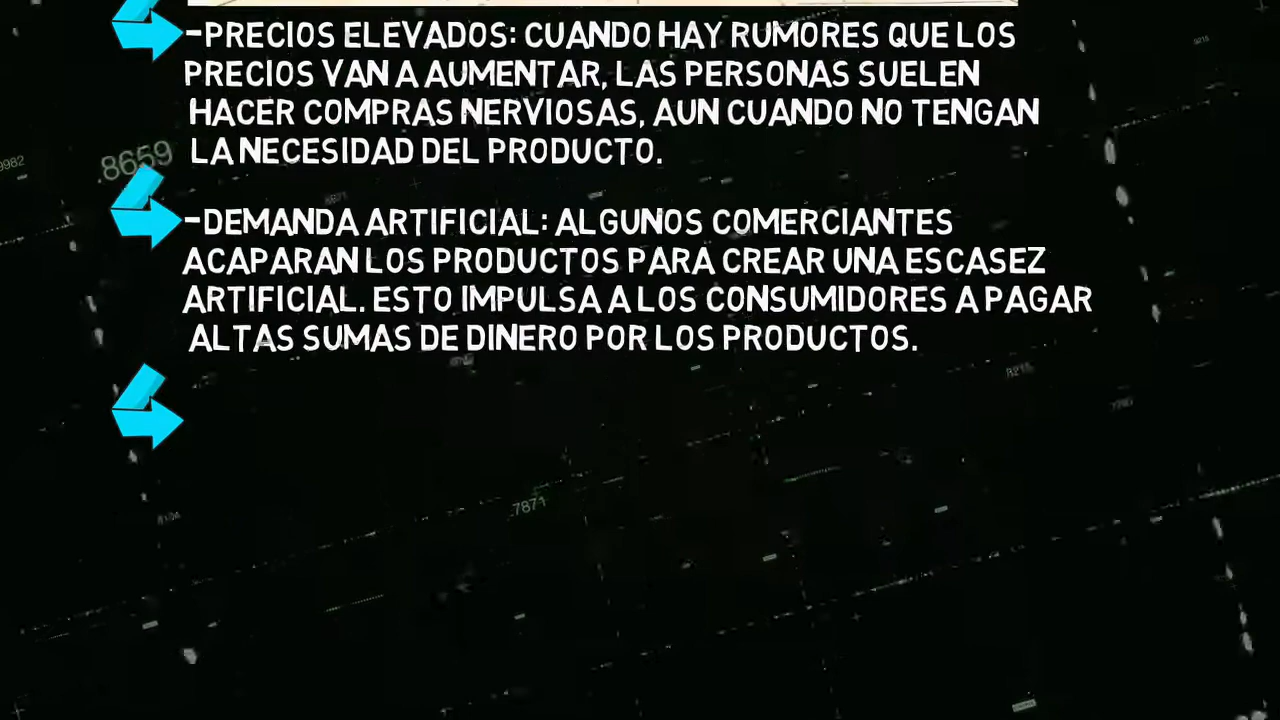 -PRECIOS ELEVADOS: CUANDO HAY RUMORES QUE LOS
PRECIOS VAN A AUMENTAR, LAS PERSONAS SUELEN
HACER COMPRAS NERVIOSAS, AUN CUANDO NO TENGAN
LA NECESIDAD DEL PRODUCTO.
.8659
-DEMANDA ARTIFICIAL: ALGUNOS COMERCIANTES
ACAPARAN LOS PRODUCTOS PARA CREAR UNA ESCASEZ
ARTIFICIAL. ESTO IMPULSA A LOS CONSUMIDORES A PAGAR
ALTAS SUMAS DE DINERO POR LOS PRODUCTOS.
.7871